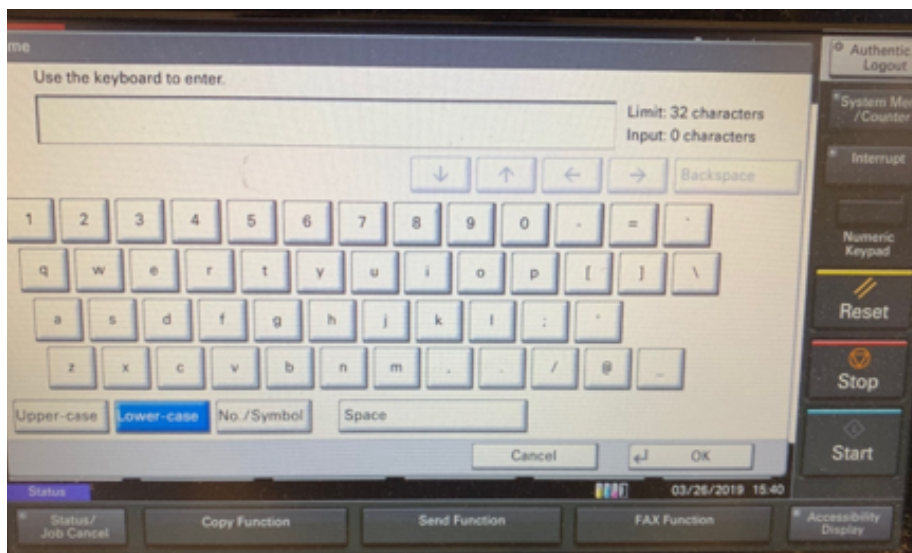 me
Use the keyboard to enter.
Limit: 32 characters
Input: 0 characters
↓ ↑ ← → Backspace
1 2 3 4 5 6 7 8 9 0 - = `
q w e r t y u i o p [ ] \
a s d f g h j k l ; '
z x c v b n m , . / @ _
Upper-case Lower-case No./Symbol Space
Cancel OK
Status 03/26/2019 15:40
Status/
Job Cancel
Copy Function
Send Function
FAX Function
Accessibility
Display
Authentic
Logout
System Me
/Counter
Interrupt
Numeric
Keypad
Reset
Stop
Start